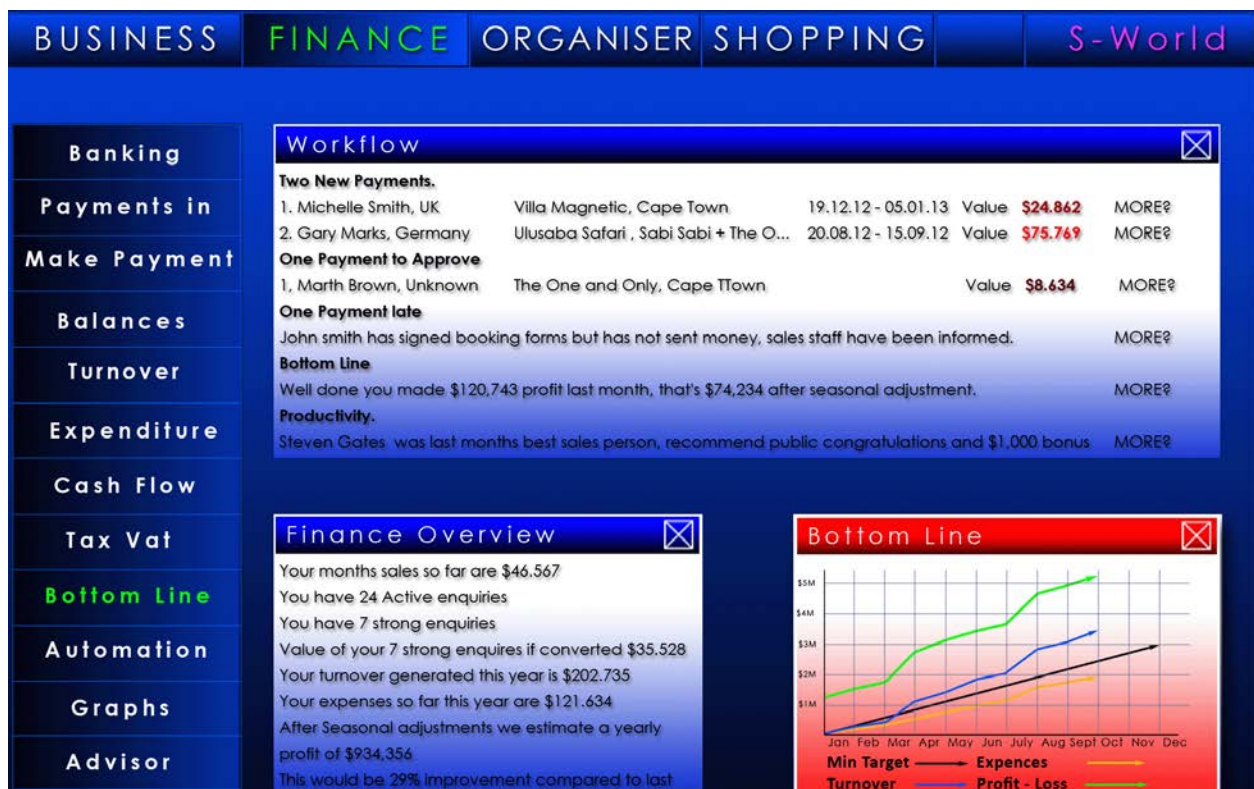 BUSINESS FINANCE ORGANISER SHOPPING S-World
Banking
Payments in
Make Payment
Balances
Turnover
Expenditure
Cash Flow
Tax Vat
Bottom Line
Automation
Graphs
Advisor
Workflow
Two New Payments.
1. Michelle Smith, UK Villa Magnetic, Cape Town 19.12.12 - 05.01.13 Value $24.862 MORE?
2. Gary Marks, Germany Ulusaba Safari , Sabi Sabi + The O... 20.08.12 - 15.09.12 Value $75.769 MORE?
One Payment to Approve
1, Marth Brown, Unknown The One and Only, Cape TTown Value $8.634 MORE?
One Payment late
John smith has signed booking forms but has not sent money, sales staff have been informed. MORE?
Bottom Line
Well done you made $120,743 profit last month, that's $74,234 after seasonal adjustment. MORE?
Productivity.
Steven Gates was last months best sales person, recommend public congratulations and $1,000 bonus MORE?
Finance Overview
Your months sales so far are $46.567
You have 24 Active enquiries
You have 7 strong enquiries
Value of your 7 strong enquires if converted $35.528
Your turnover generated this year is $202.735
Your expenses so far this year are $121.634
After Seasonal adjustments we estimate a yearly
profit of $934,356
This would be 29% improvement compared to last
Bottom Line
$5M
$4M
$3M
$2M
$1M
Jan Feb Mar Apr May Jun July Aug Sept Oct Nov Dec
Min Target Expences
Turnover Profit - Loss